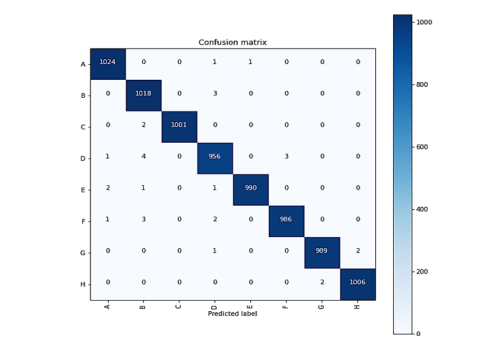 Confusion matrix
A 1024 0 0 1 1 0 0 0
B 0 1018 0 3 0 0 0 0
C 0 2 1001 0 0 0 0 0
D 1 4 0 956 0 3 0 0
E 2 1 0 1 990 0 0 0
F 1 3 0 2 0 986 0 0
G 0 0 0 1 0 0 989 2
H 0 0 0 0 0 0 2 1006
A B C D E F G H
Predicted label
1000
800
600
400
200
0